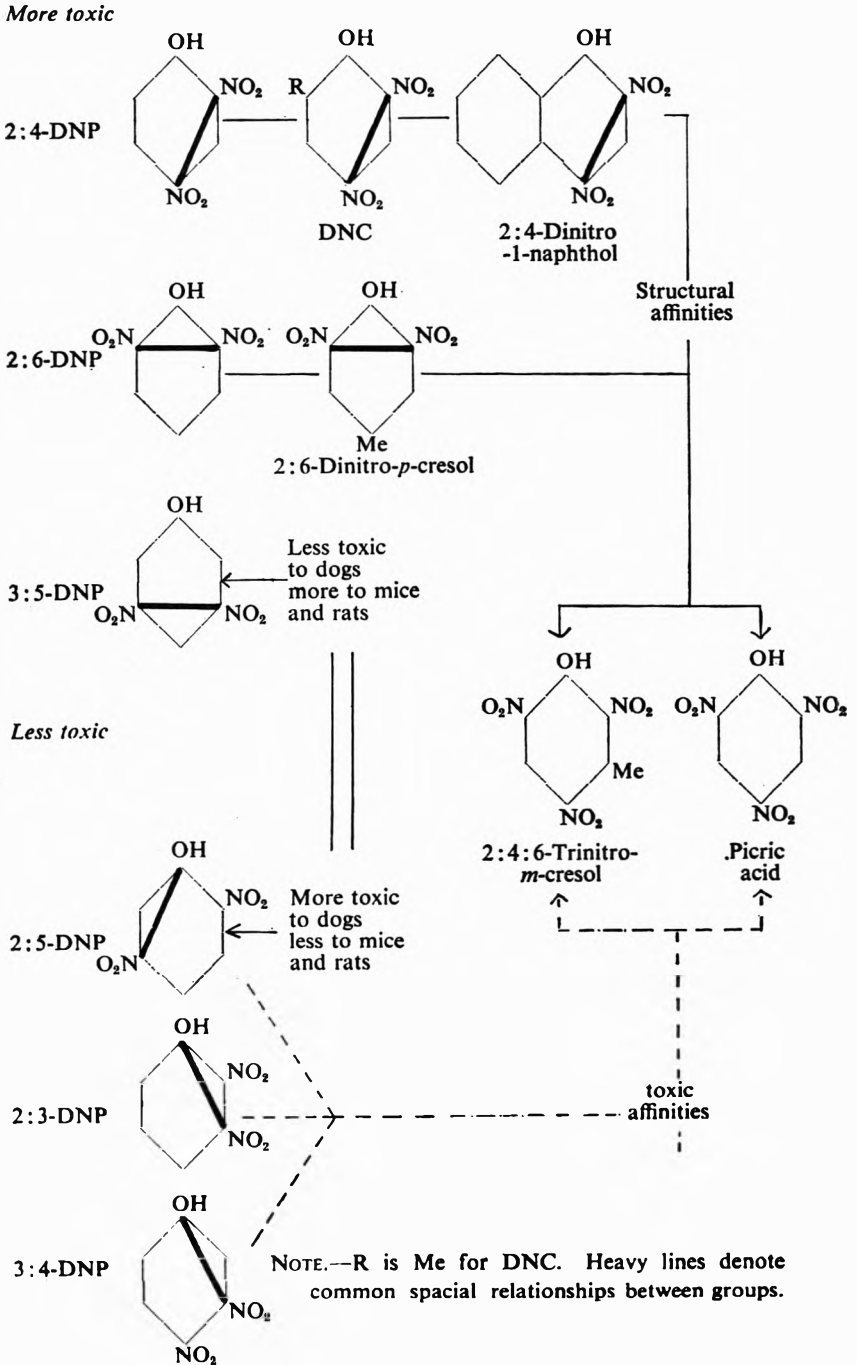 More toxic
OH
OH
OH
NO₂
R
NO₂
NO₂
2:4-DNP
NO₂
NO₂
NO₂
DNC
2:4-Dinitro
-1-naphthol
Structural
affinities
OH
OH
O₂N
NO₂
O₂N
NO₂
2:6-DNP
Me
2:6-Dinitro-p-cresol
OH
Less toxic
to dogs
more to mice
and rats
3:5-DNP
O₂N
NO₂
OH
OH
O₂N
NO₂
O₂N
NO₂
Less toxic
Me
NO₂
NO₂
2:4:6-Trinitro-
m-cresol
.Picric
acid
OH
NO₂
More toxic
to dogs
less to mice
and rats
2:5-DNP
O₂N
OH
NO₂
2:3-DNP
NO₂
toxic
affinities
OH
3:4-DNP
NO₂
NO₂
NOTE.--R is Me for DNC. Heavy lines denote
common spacial relationships between groups.